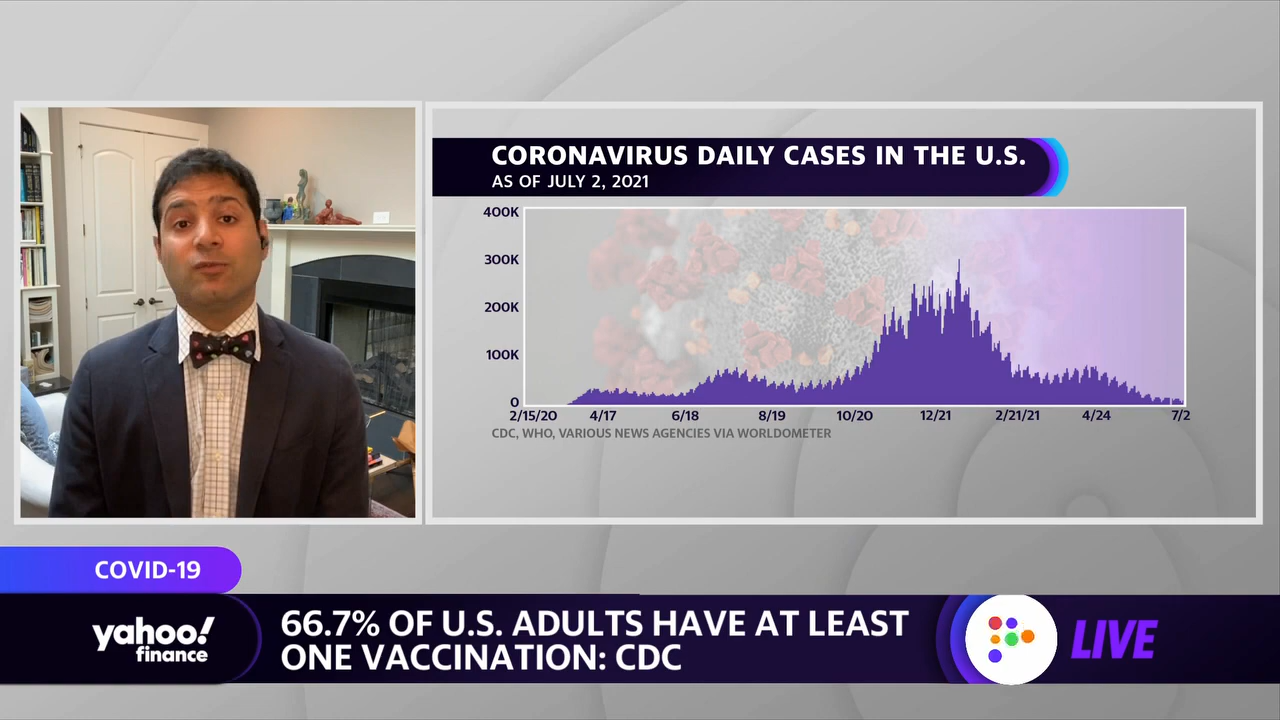 CORONAVIRUS DAILY CASES IN THE U.S.
AS OF JULY 2, 2021
400K
300K
200K
100K
0
2/15/20 4/17 6/18 8/19 10/20 12/21 2/21/21 4/24 7/2
CDC, WHO, VARIOUS NEWS AGENCIES VIA WORLDOMETER
COVID-19
yahoo!
finance
66.7% OF U.S. ADULTS HAVE AT LEAST
ONE VACCINATION: CDC
LIVE